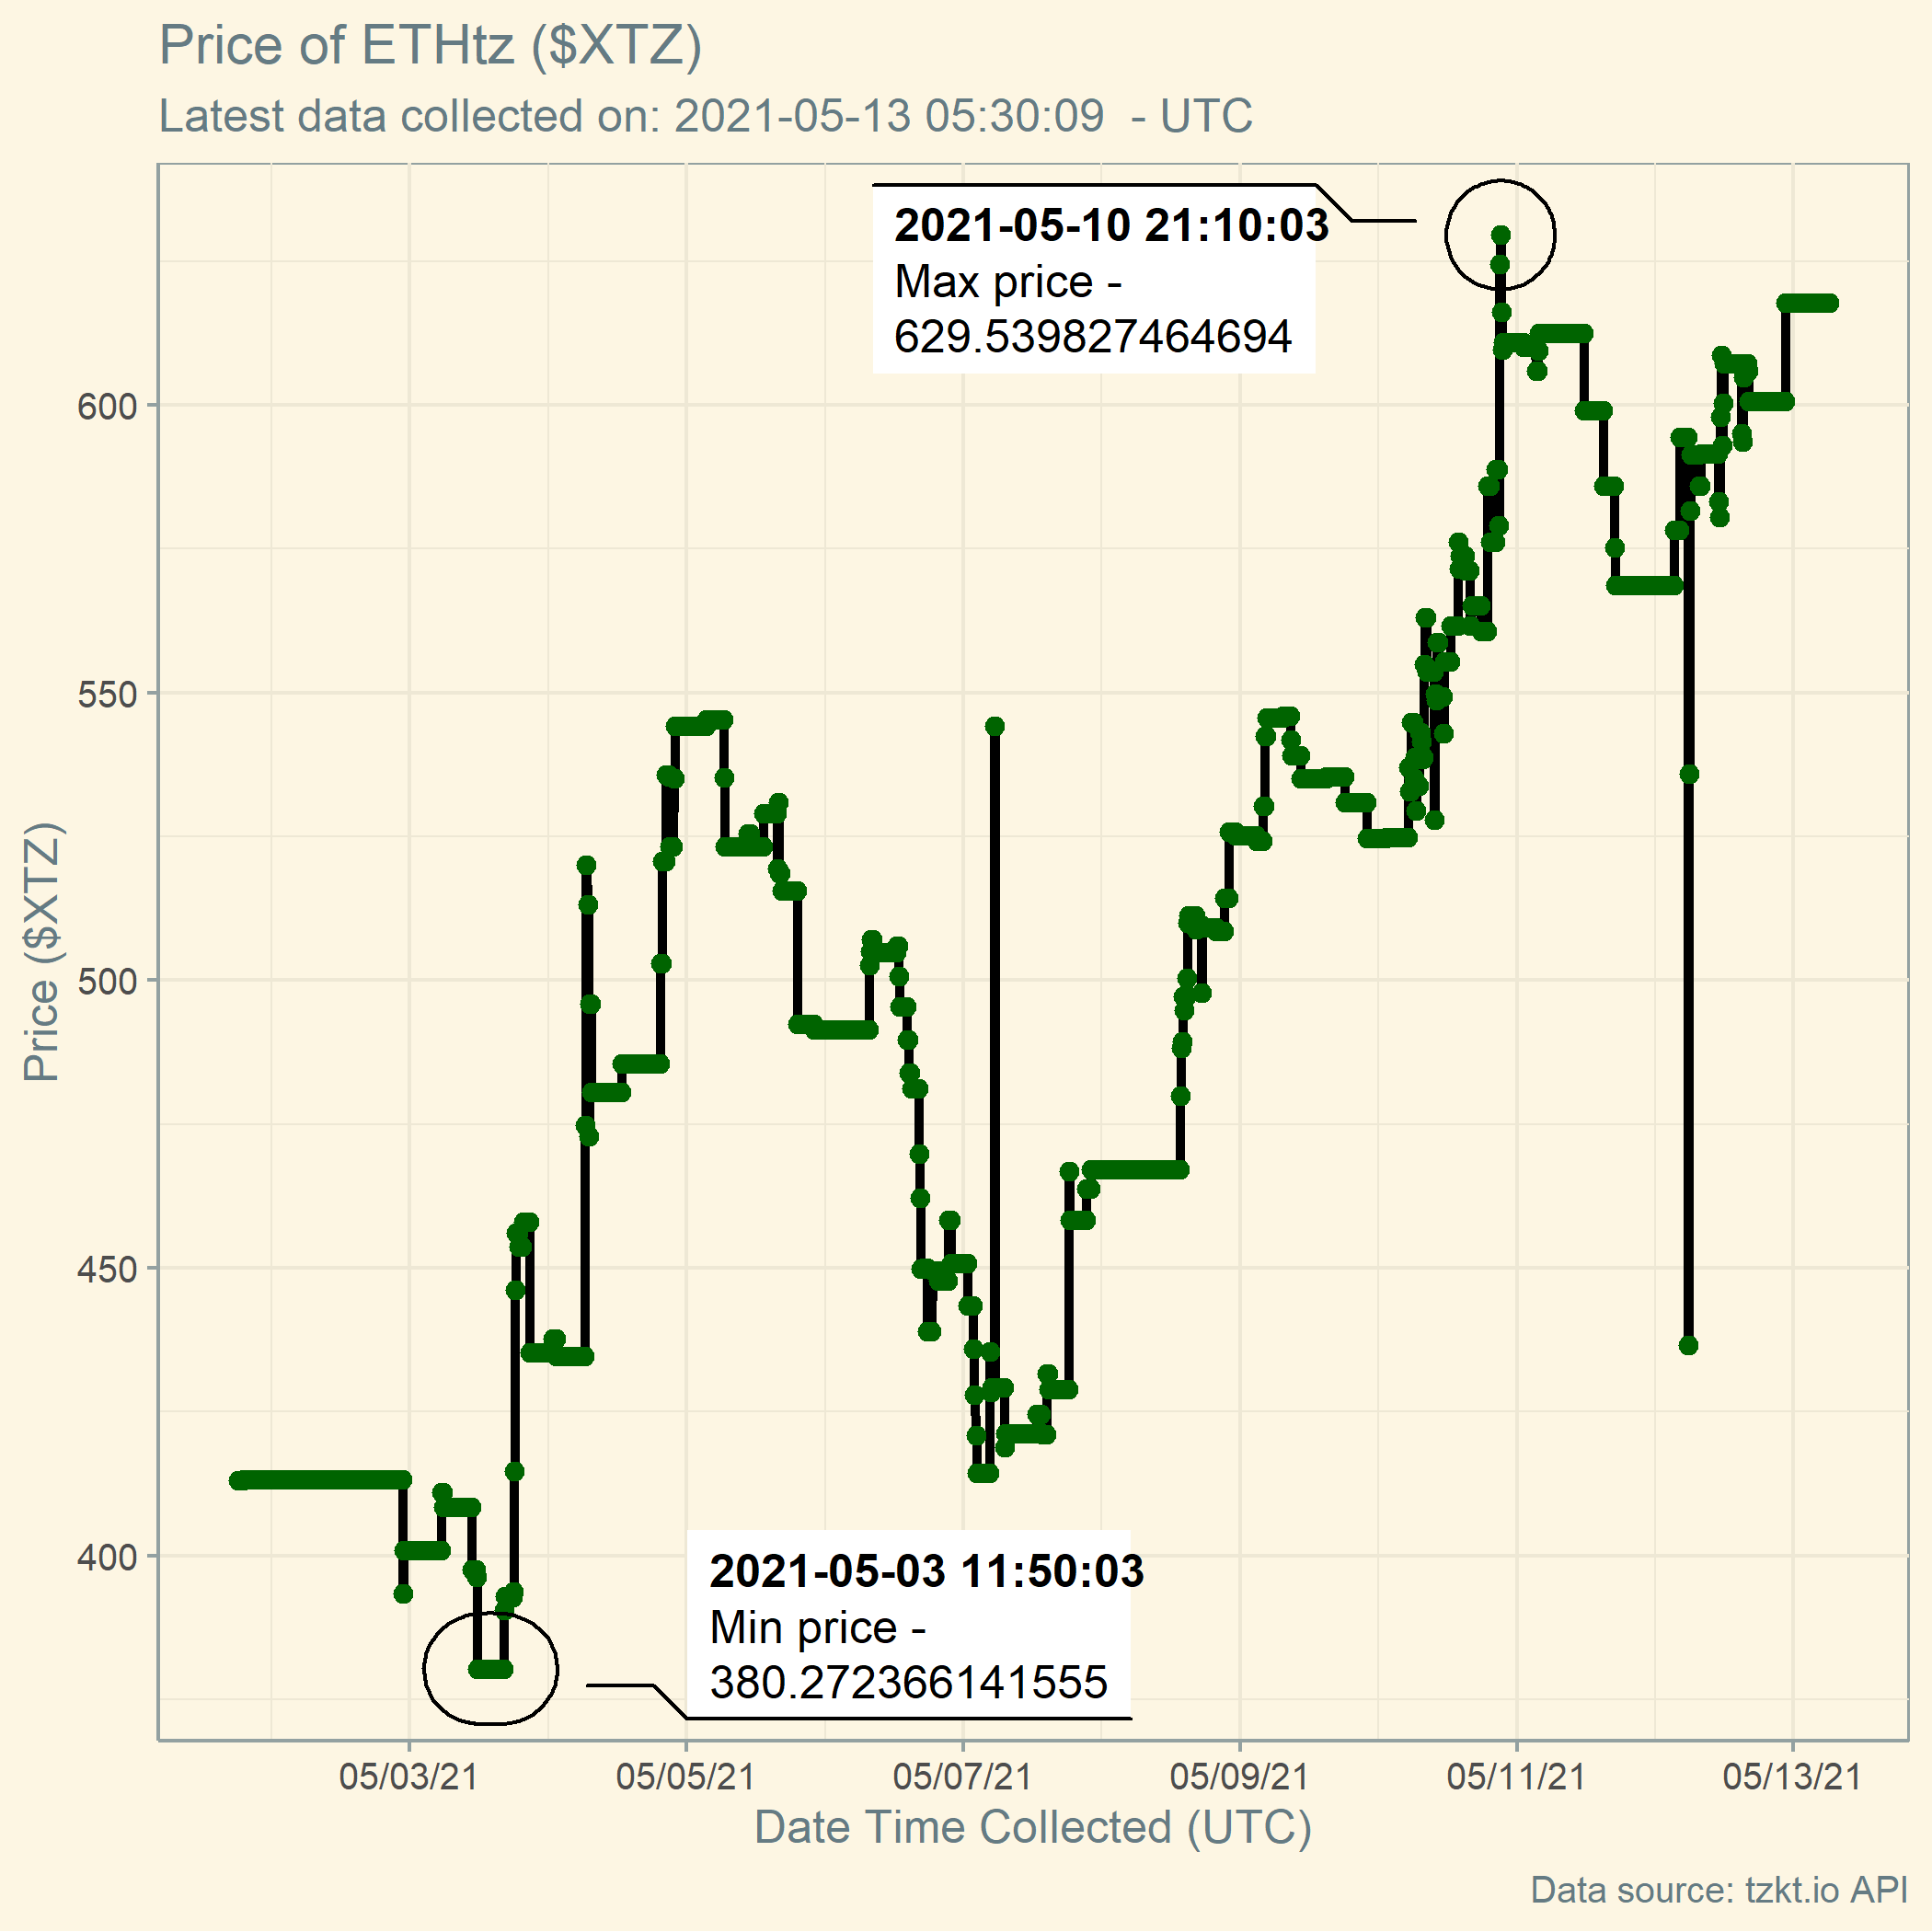 Price of ETHtz ($XTZ)
Latest data collected on: 2021-05-13 05:30:09  - UTC
2021-05-10 21:10:03
Max price -
629.539827464694
600
550
500
450
400
Price ($XTZ)
2021-05-03 11:50:03
Min price -
380.272366141555
05/03/21 05/05/21 05/07/21 05/09/21 05/11/21 05/13/21
Date Time Collected (UTC)
Data source: tzkt.io API